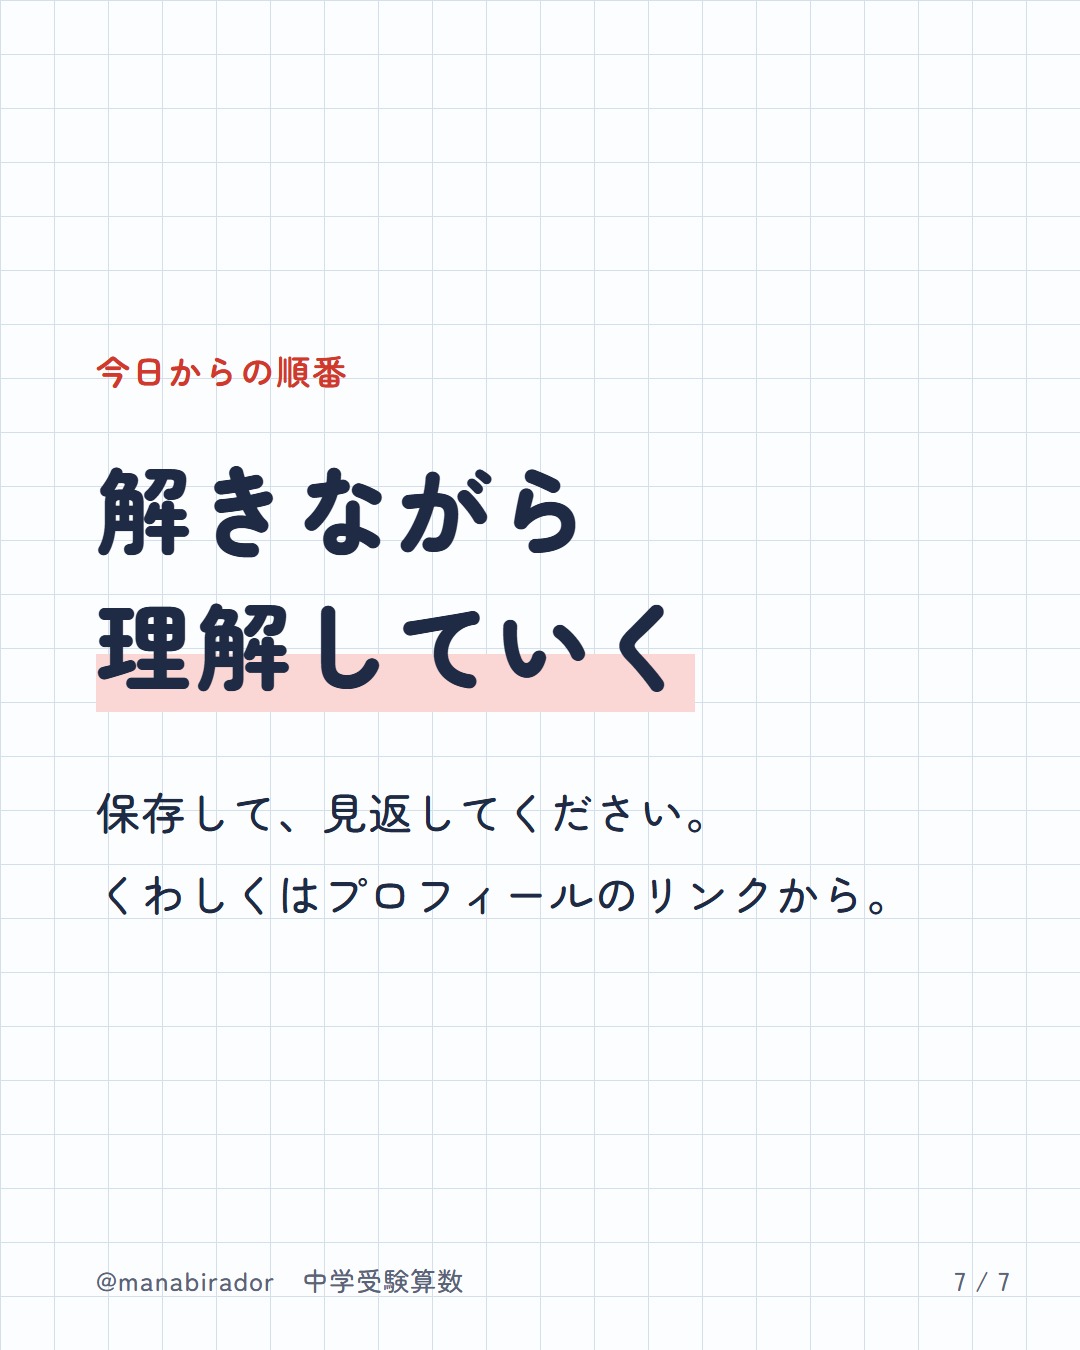 今日からの順番
解きながら
理解していく
保存して、見返してください。
くわしくはプロフィールのリンクから。
@manabirador　中学受験算数
7 / 7